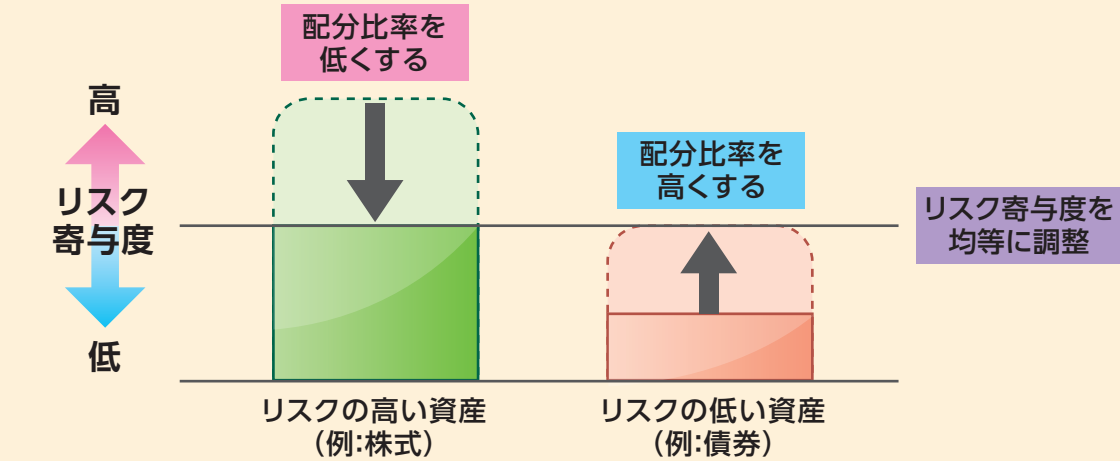 配分比率を
低くする
高
リスク
寄与度
低
配分比率を
高くする
リスク寄与度を
均等に調整
リスクの高い資産
(例:株式)
リスクの低い資産
(例:債券)